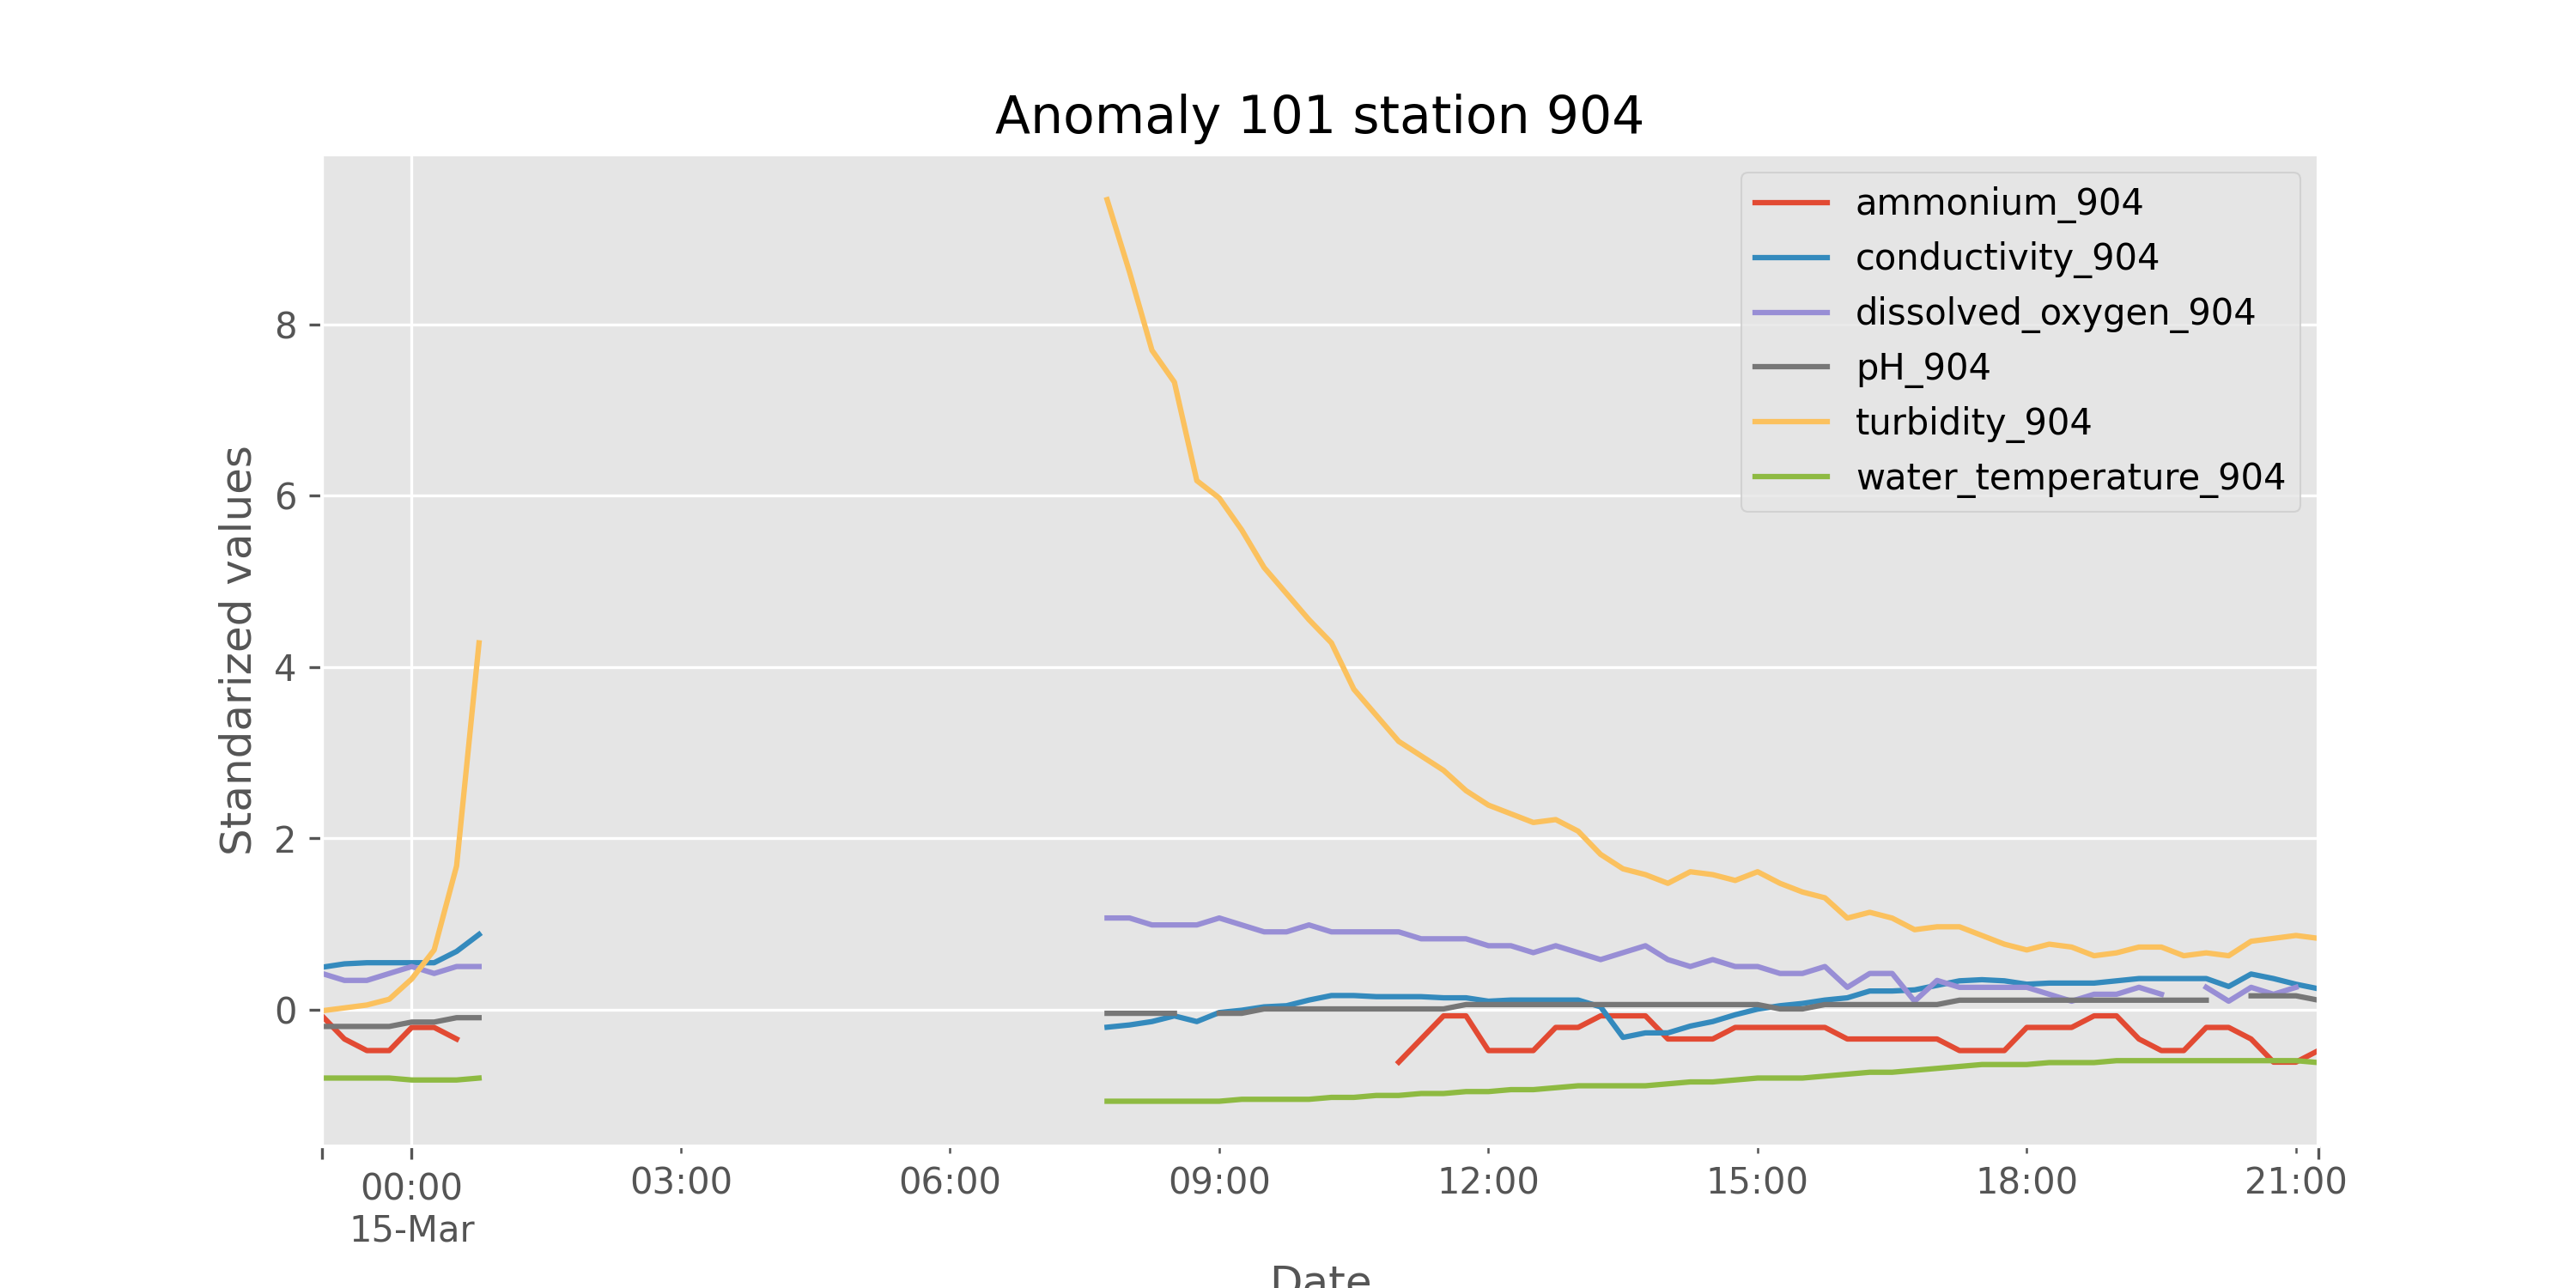 Anomaly 101 station 904
ammonium_904
conductivity_904
dissolved_oxygen_904
pH_904
turbidity_904
water_temperature_904
Standarized values
8
6
4
2
0
00:00
15-Mar
03:00
06:00
09:00
12:00
15:00
18:00
21:00
Date